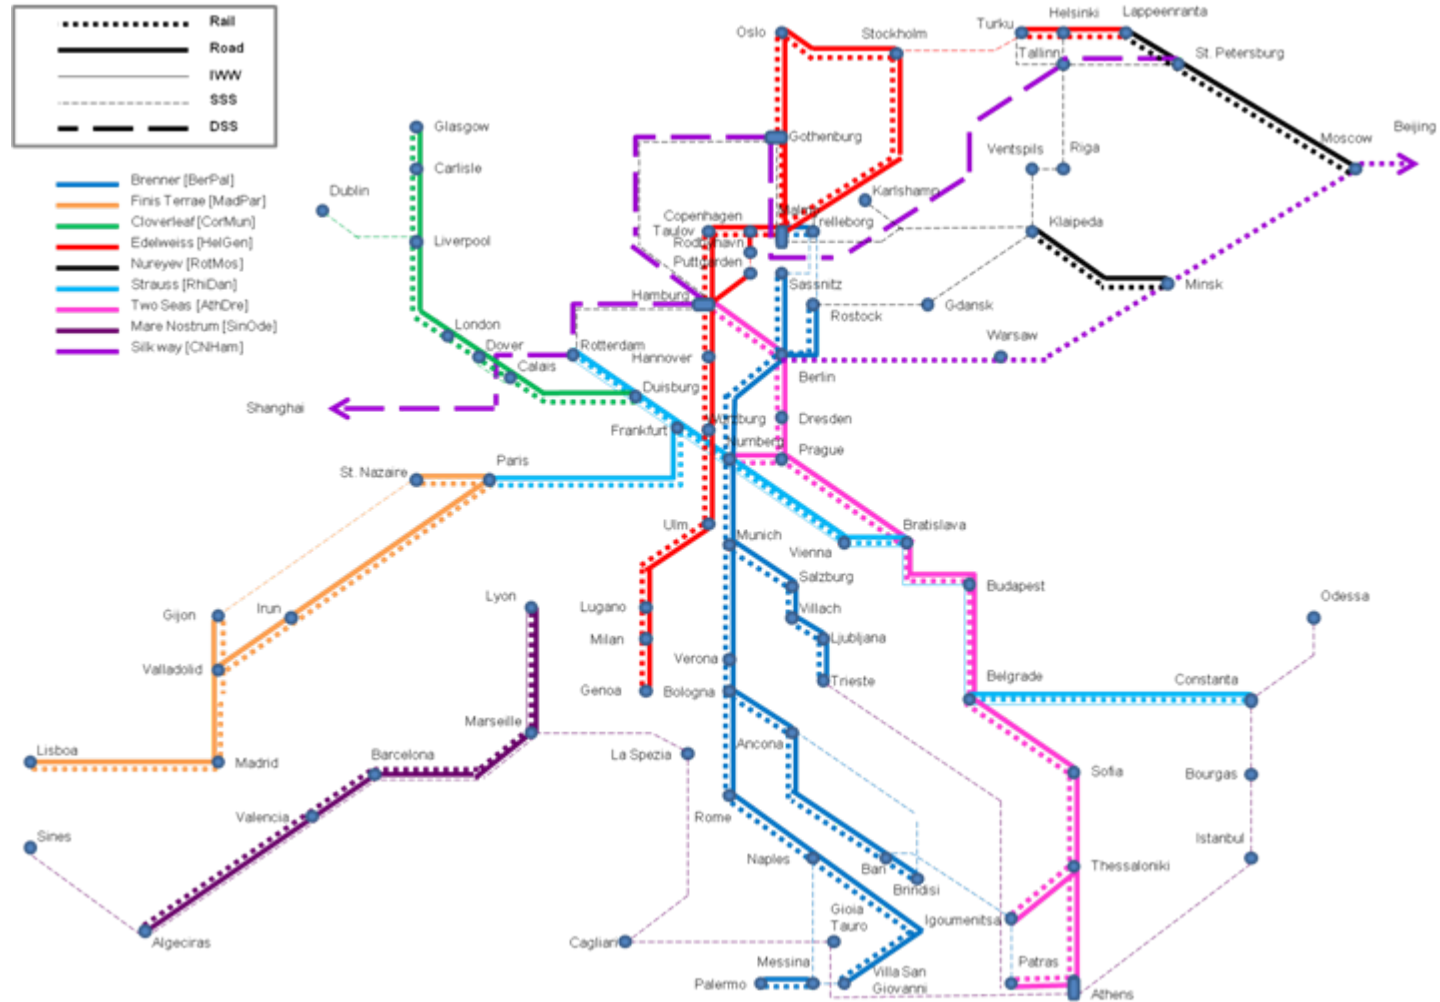 Rail
Road
IWW
SSS
DSS
Brenner [BerPal]
Finis Terrae [MadPar]
Cloverleaf [CorMun]
Edelweiss [HelGen]
Nureyev [RotMos]
Strauss [RhiDan]
Two Seas [AthDre]
Mare Nostrum [SinOde]
Silk way [CNHam]
Oslo
Stockholm
Turku
Helsinki
Lappeenranta
Tallinn
St. Petersburg
Moscow
Beijing
Glasgow
Carlisle
Gothenburg
Ventspils
Riga
Dublin
Karlshamn
Liverpool
Copenhagen
Taulov
Trelleborg
Klaipeda
Rodbyhavn
Puttgarden
Sassnitz
Minsk
Hamburg
Rostock
Gdansk
London
Dover
Rotterdam
Hannover
Warsaw
Calais
Berlin
Duisburg
Shanghai
Dresden
Würzburg
Frankfurt
Nurnberg
Prague
St. Nazaire
Paris
Ulm
Munich
Vienna
Bratislava
Salzburg
Budapest
Odessa
Gijon
Irun
Lyon
Lugano
Villach
Milan
Ljubljana
Valladolid
Verona
Genoa
Bologna
Trieste
Belgrade
Constanta
Marseille
Lisboa
Madrid
Barcelona
La Spezia
Ancona
Sofia
Bourgas
Valencia
Rome
Sines
Istanbul
Naples
Bari
Thessaloniki
Brindisi
Algeciras
Cagliari
Gioia
Tauro
Igoumenitsa
Messina
Patras
Palermo
Villa San
Giovanni
Athens